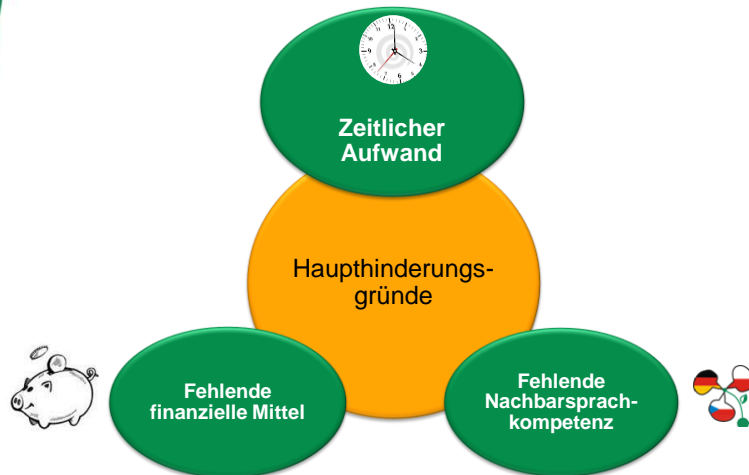 Zeitlicher
Aufwand
Haupthinderungs-
gründe
Fehlende
finanzielle Mittel
Fehlende
Nachbarsprach-
kompetenz